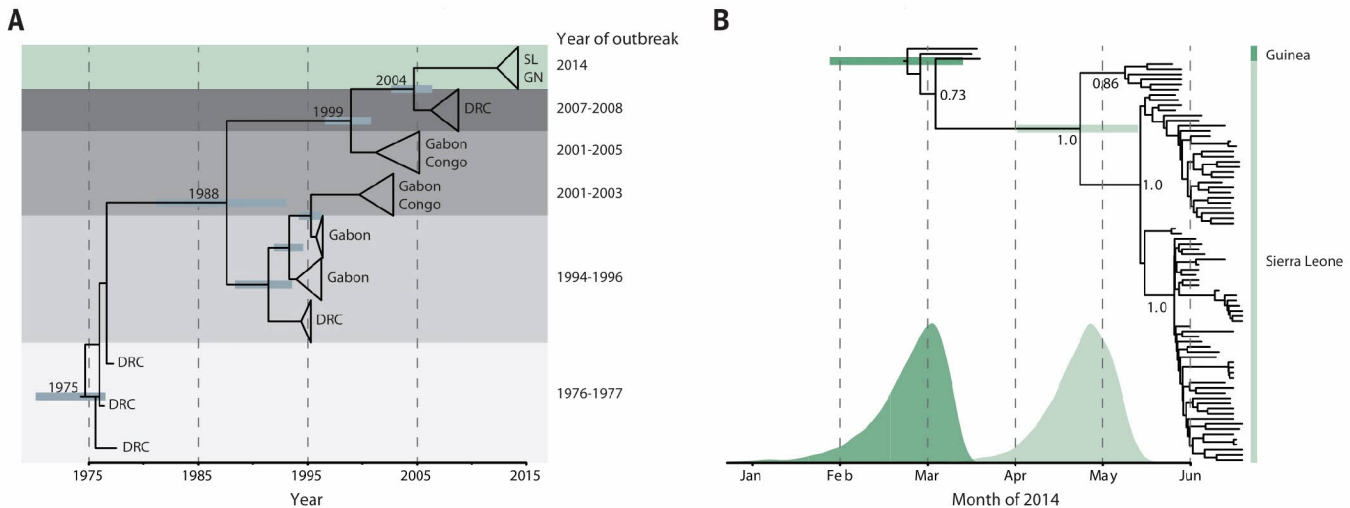 A
Year of outbreak
SL
GN
2014
2004
DRC
2007-2008
1999
Gabon
Congo
2001-2005
Gabon
Congo
2001-2003
1988
Gabon
Gabon
1994-1996
DRC
DRC
1975
DRC
1976-1977
DRC
1975
1985
1995
2005
2015
Year
B
Guinea
0.73
0.86
1.0
1.0
Sierra Leone
1.0
Jan
Feb
Mar
Apr
May
Jun
Month of 2014